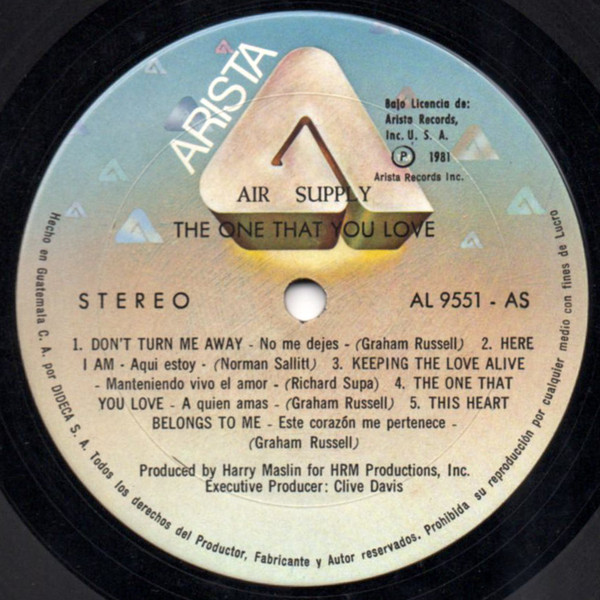 ARISTA
Bajo Licencia de:
Arista Records,
Inc. U. S. A.
Ⓟ 1981
Arista Records Inc.
AIR SUPPLY
THE ONE THAT YOU LOVE
STEREO
AL 9551 - AS
1. DON'T TURN ME AWAY - No me dejes - (Graham Russell) 2. HERE
I AM - Aqui estoy - (Norman Sallitt) 3. KEEPING THE LOVE ALIVE
- Manteniendo vivo el amor - (Richard Supa) 4. THE ONE THAT
YOU LOVE - A quien amas - (Graham Russell) 5. THIS HEART
BELONGS TO ME - Este corazón me pertenece -
(Graham Russell)
Produced by Harry Maslin for HRM Productions, Inc.
Executive Producer: Clive Davis
Hecho en Guatemala C. A. por DIDECA S. A. Todos los derechos del Productor, Fabricante y Autor reservados. Prohibida su reproducción por cualquier medio con fines de Lucro